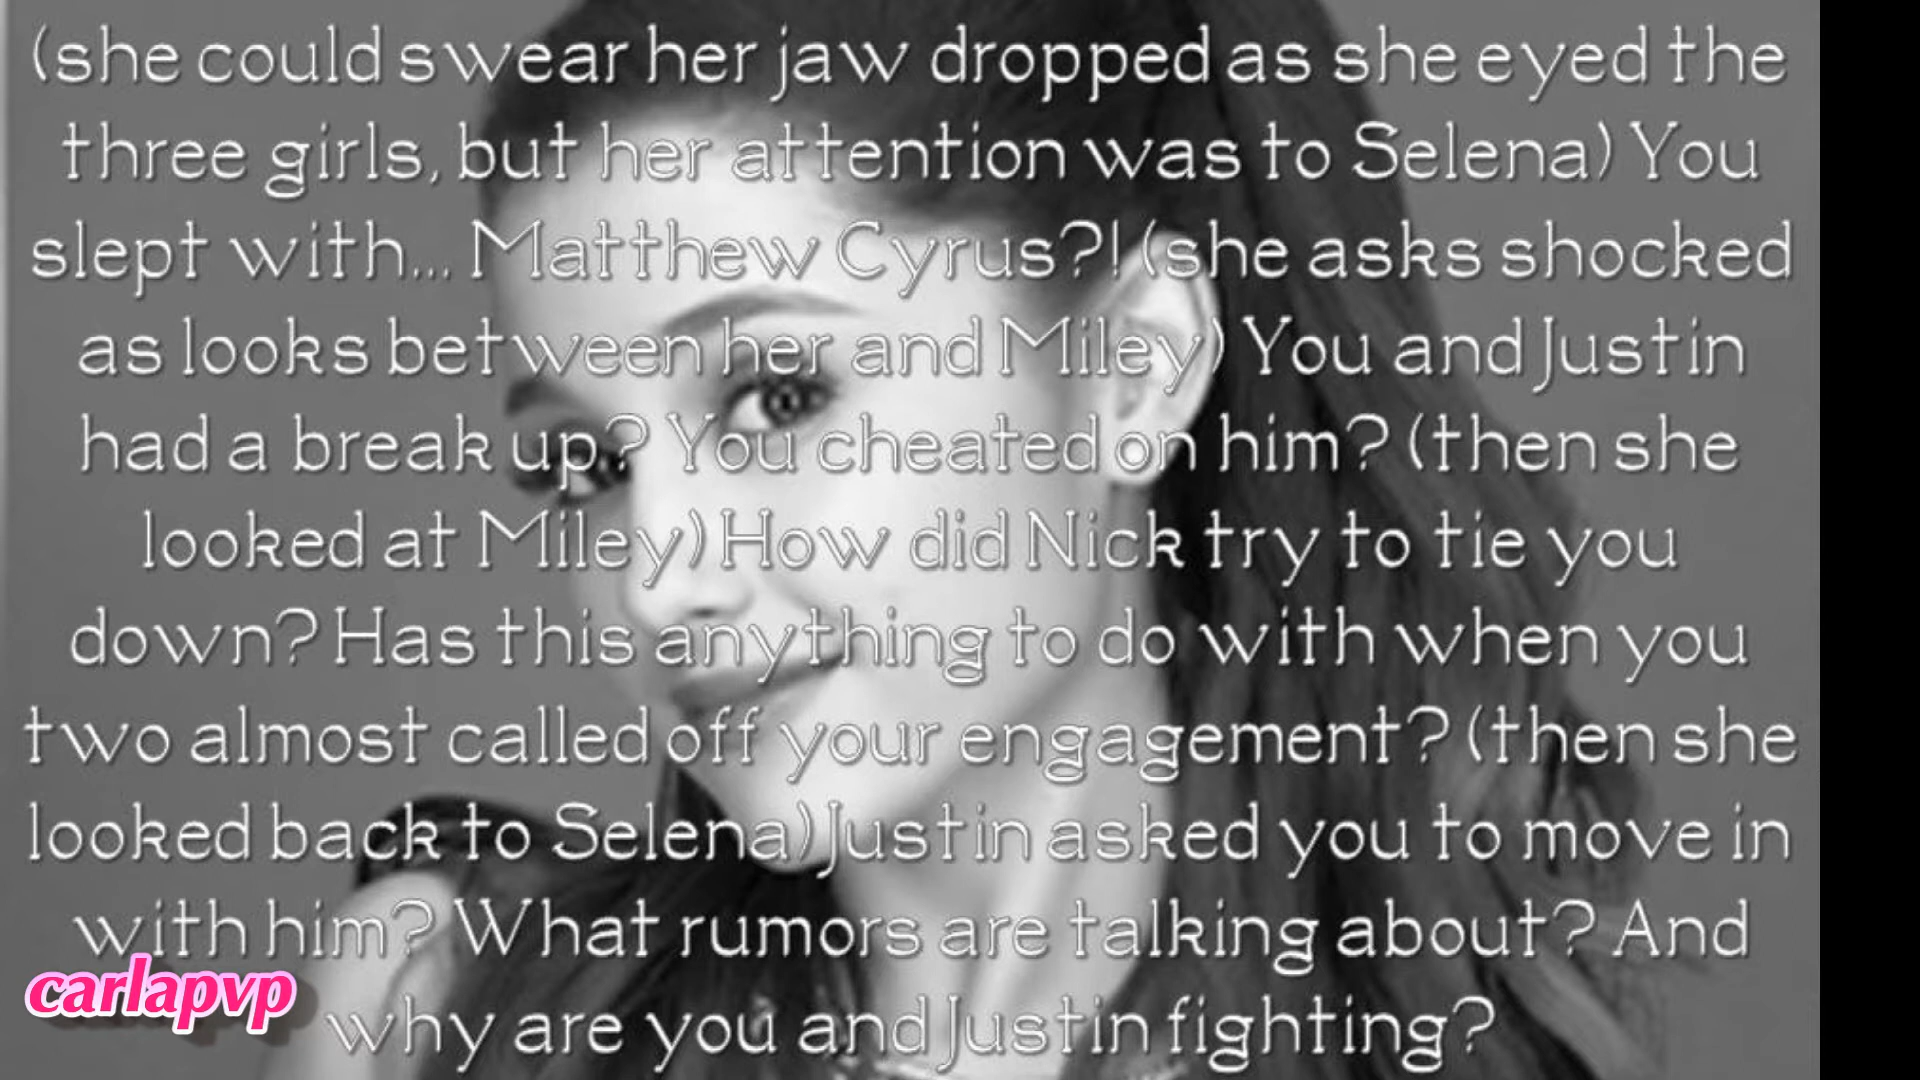 (she could swear her jaw dropped as she eyed the
three girls, but her attention was to Selena) You
slept with... Matthew Cyrus?! (she asks shocked
as looks between her and Miley) You and Justin
had a break up? You cheated on him? (then she
looked at Miley) How did Nick try to tie you
down? Has this anything to do with when you
two almost called off your engagement? (then she
looked back to Selena) Justin asked you to move in
with him? What rumors are talking about? And
why are you and Justin fighting?
carlapvp